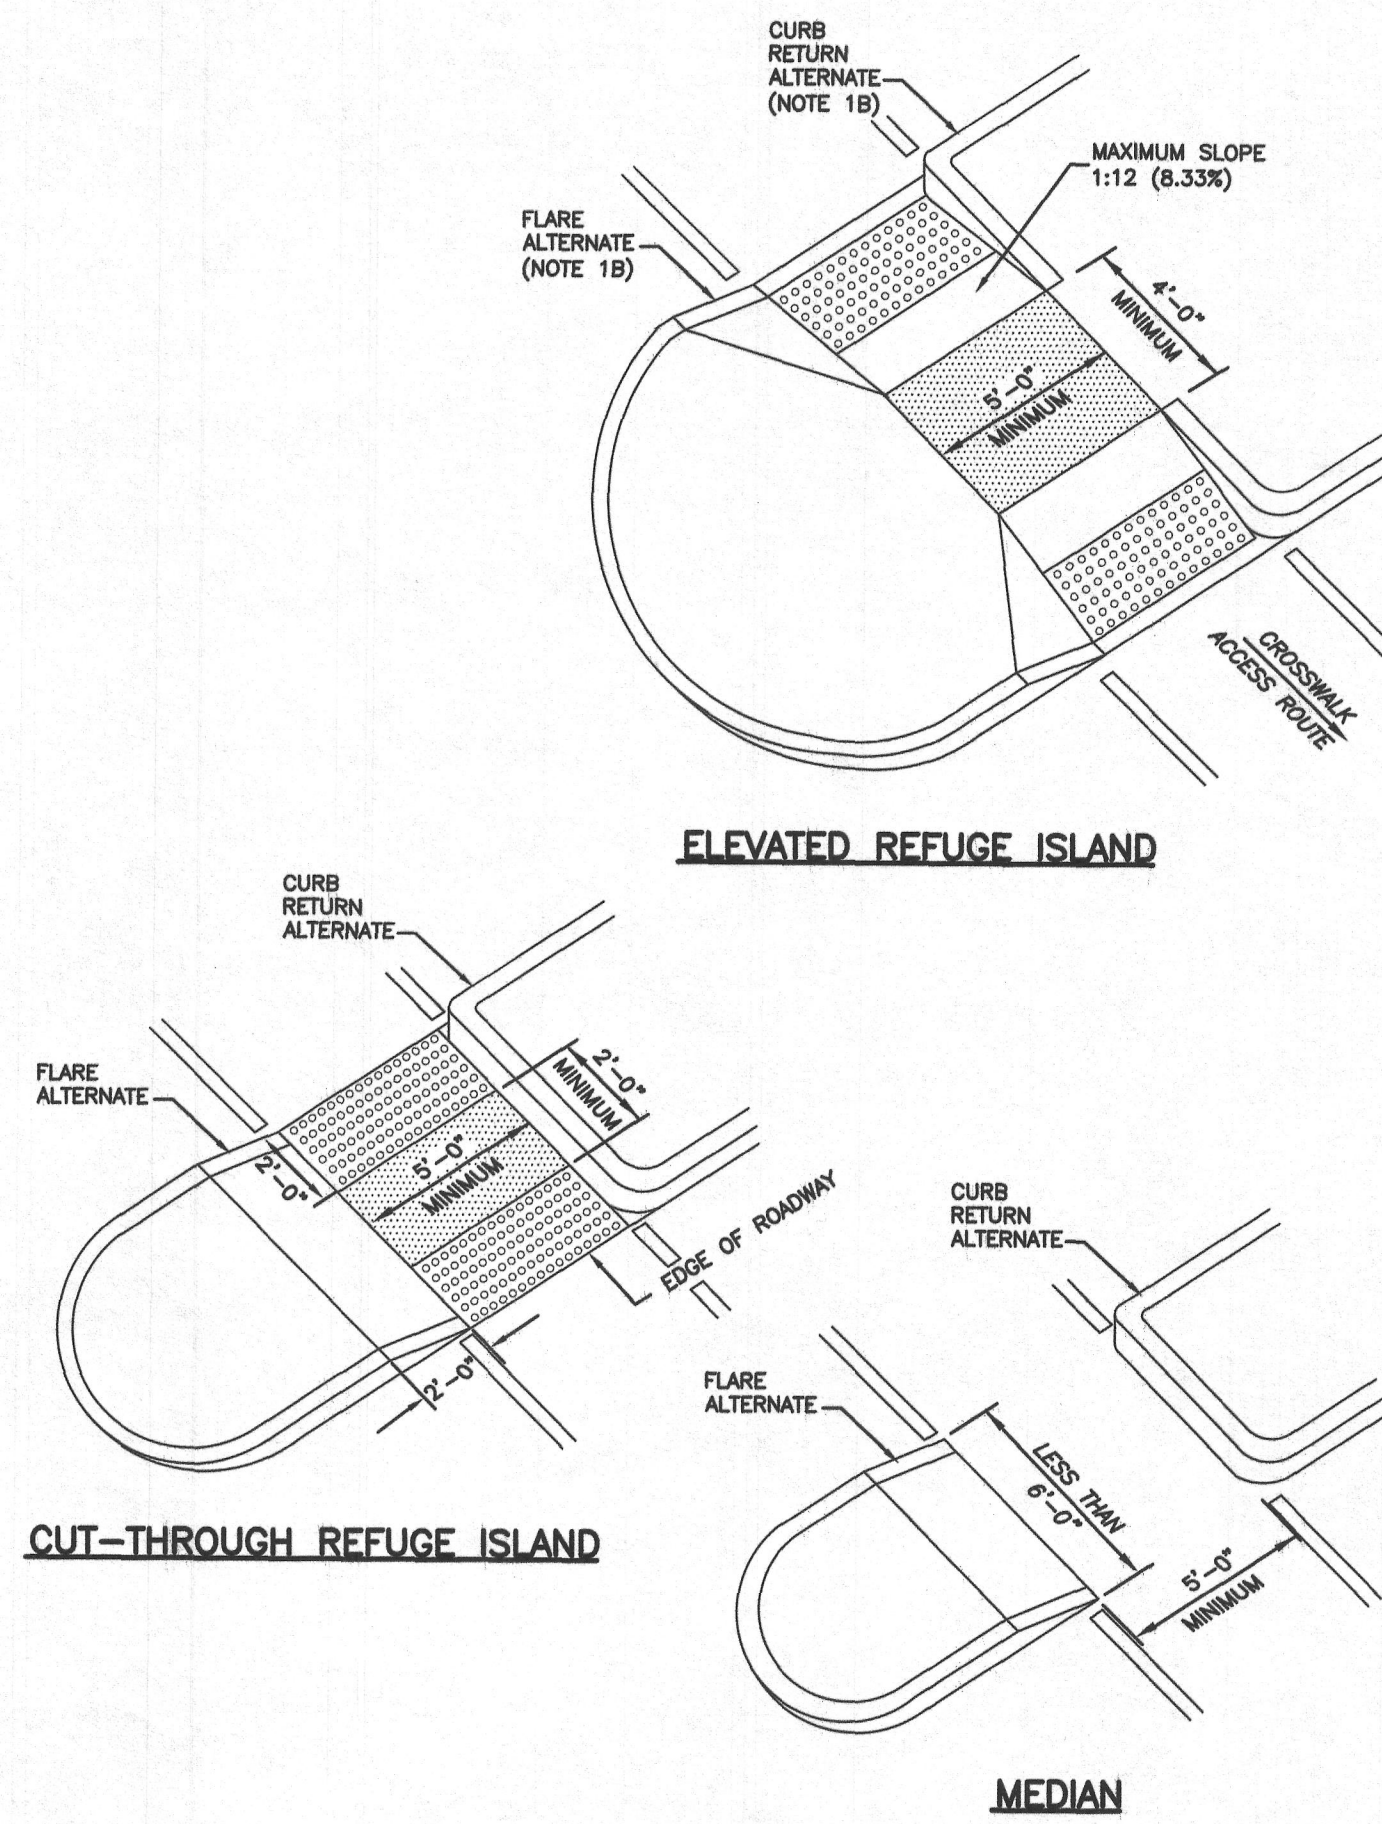 CURB
RETURN
ALTERNATE
(NOTE 1B)
MAXIMUM SLOPE
1:12 (8.33%)
FLARE
ALTERNATE
(NOTE 1B)
4'-0"
MINIMUM
5'-0"
MINIMUM
CROSSWALK
ACCESS ROUTE
ELEVATED REFUGE ISLAND
CURB
RETURN
ALTERNATE
FLARE
ALTERNATE
2'-0"
MINIMUM
2'-0"
5'-0"
MINIMUM
EDGE OF ROADWAY
2'-0"
CUT-THROUGH REFUGE ISLAND
CURB
RETURN
ALTERNATE
FLARE
ALTERNATE
LESS THAN
6'-0"
5'-0"
MINIMUM
MEDIAN